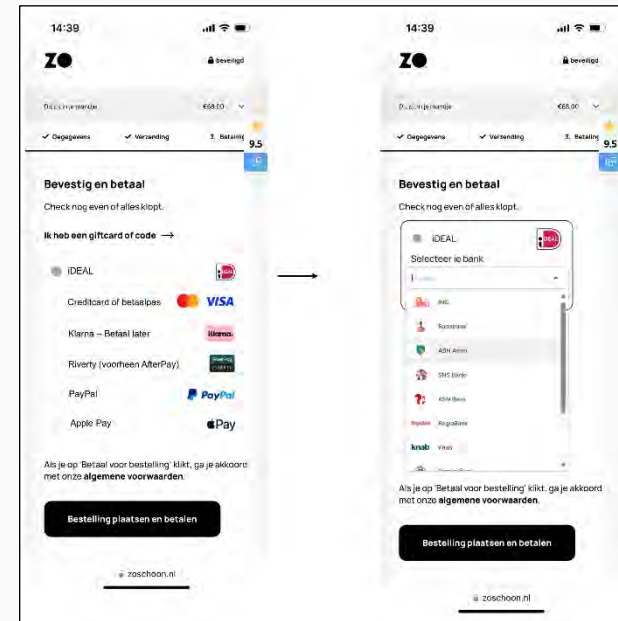 14:39
ZO
beveiligd
€68,00
Gegegevens
Verzending
3. Betaling
9.5
Bevestig en betaal
Check nog even of alles klopt.
Ik heb een giftcard of code →
iDEAL
Creditcard of betaalpas VISA
Klarna – Betaal later Klarna.
Riverty (voorheen AfterPay)
PayPal PayPal
Apple Pay Pay
Als je op 'Betaal voor bestelling' klikt, ga je akkoord
met onze algemene voorwaarden.
Bestelling plaatsen en betalen
zoschoon.nl
14:39
ZO
beveiligd
€68,00
Gegegevens
Verzending
3. Betaling
9.5
Bevestig en betaal
Check nog even of alles klopt.
iDEAL
Selecteer je bank
ING
Rabobank
ABN Amro
SNS Bank
ASN Bank
RegioBank
knab
Als je op 'Betaal voor bestelling' klikt, ga je akkoord
met onze algemene voorwaarden.
Bestelling plaatsen en betalen
zoschoon.nl